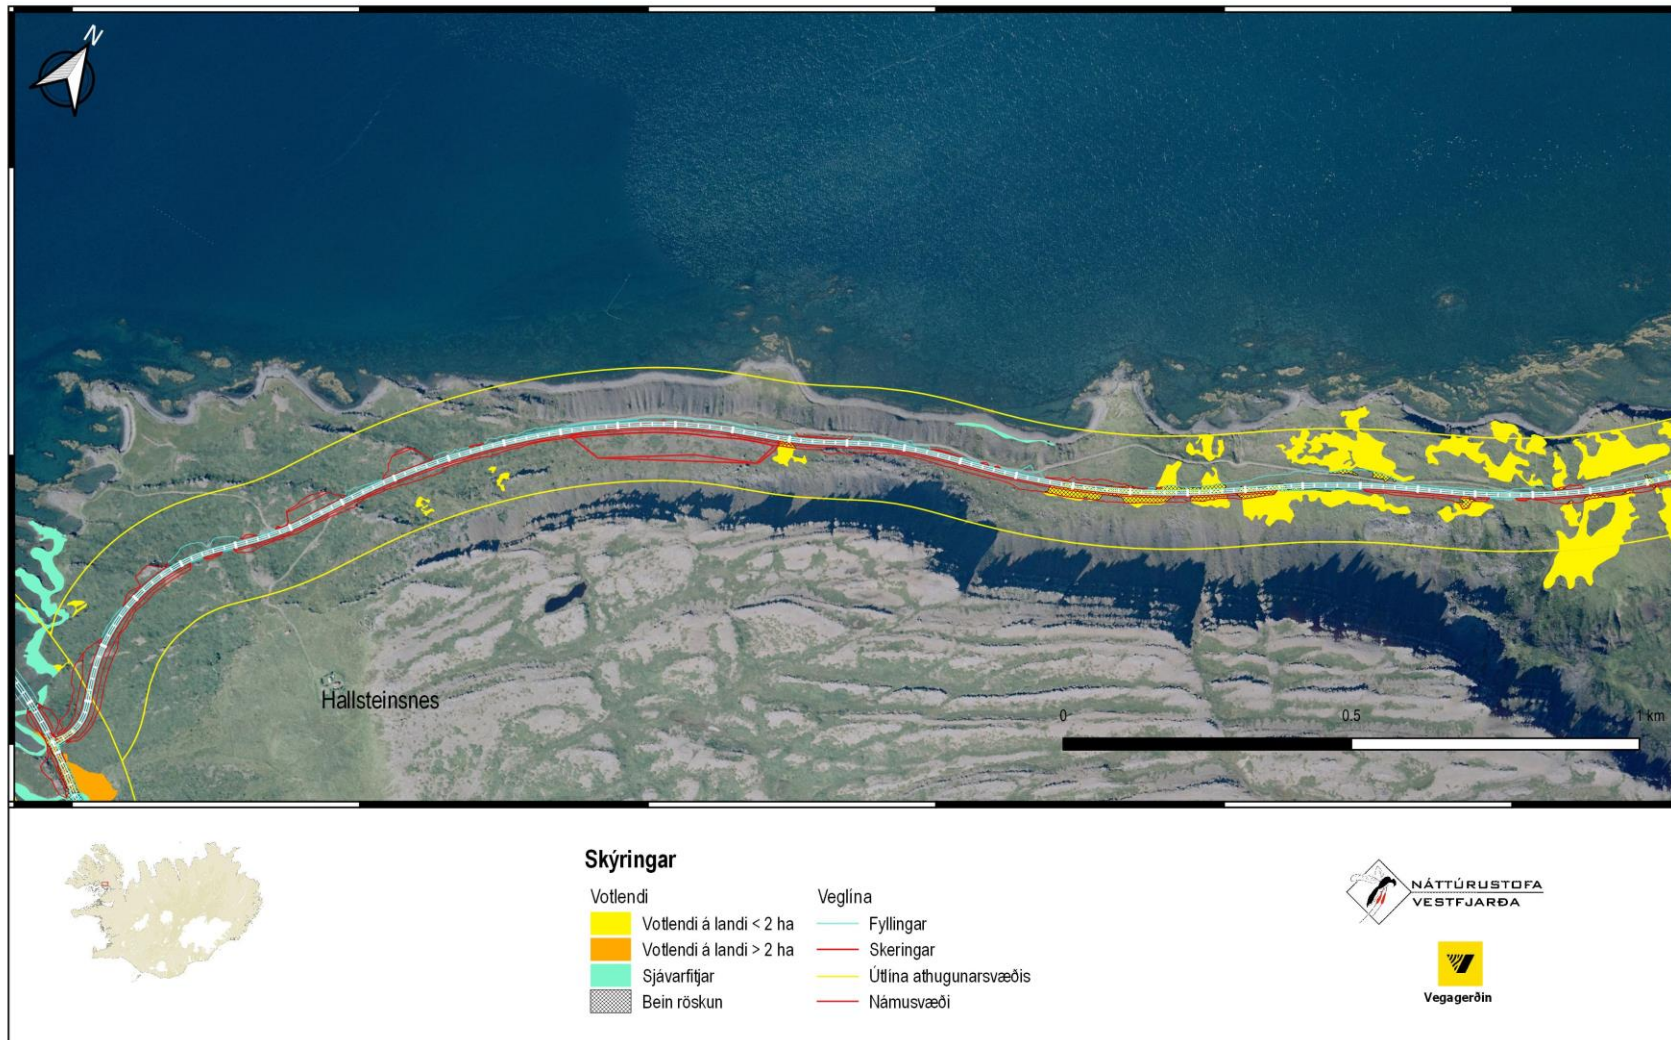 N
Hallsteinsnes
0 0.5 1 km
Skýringar
Votlendi
Votlendi á landi < 2 ha
Votlendi á landi > 2 ha
Sjávarfitjar
Bein röskun
Veglína
Fyllingar
Skeringar
Útlína athugunarsvæðis
Námusvæði
NÁTTÚRUSTOFA
VESTFJARÐA
Vegagerðin